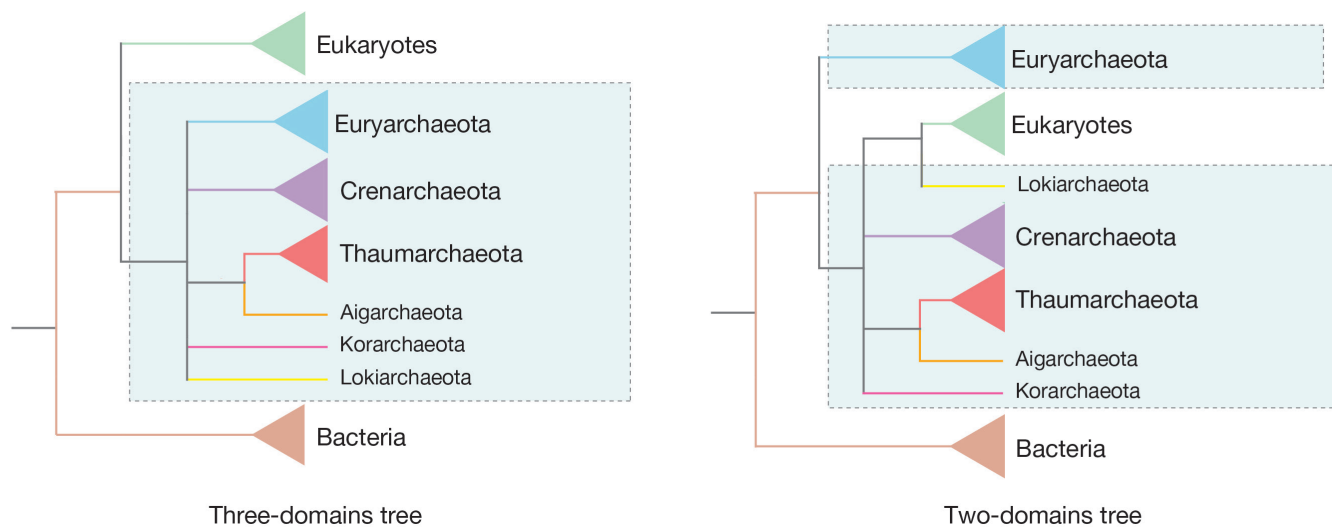 Eukaryotes
Euryarchaeota
Crenarchaeota
Thaumarchaeota
Aigarchaeota
Korarchaeota
Lokiarchaeota
Bacteria
Three-domains tree
Euryarchaeota
Eukaryotes
Lokiarchaeota
Crenarchaeota
Thaumarchaeota
Aigarchaeota
Korarchaeota
Bacteria
Two-domains tree